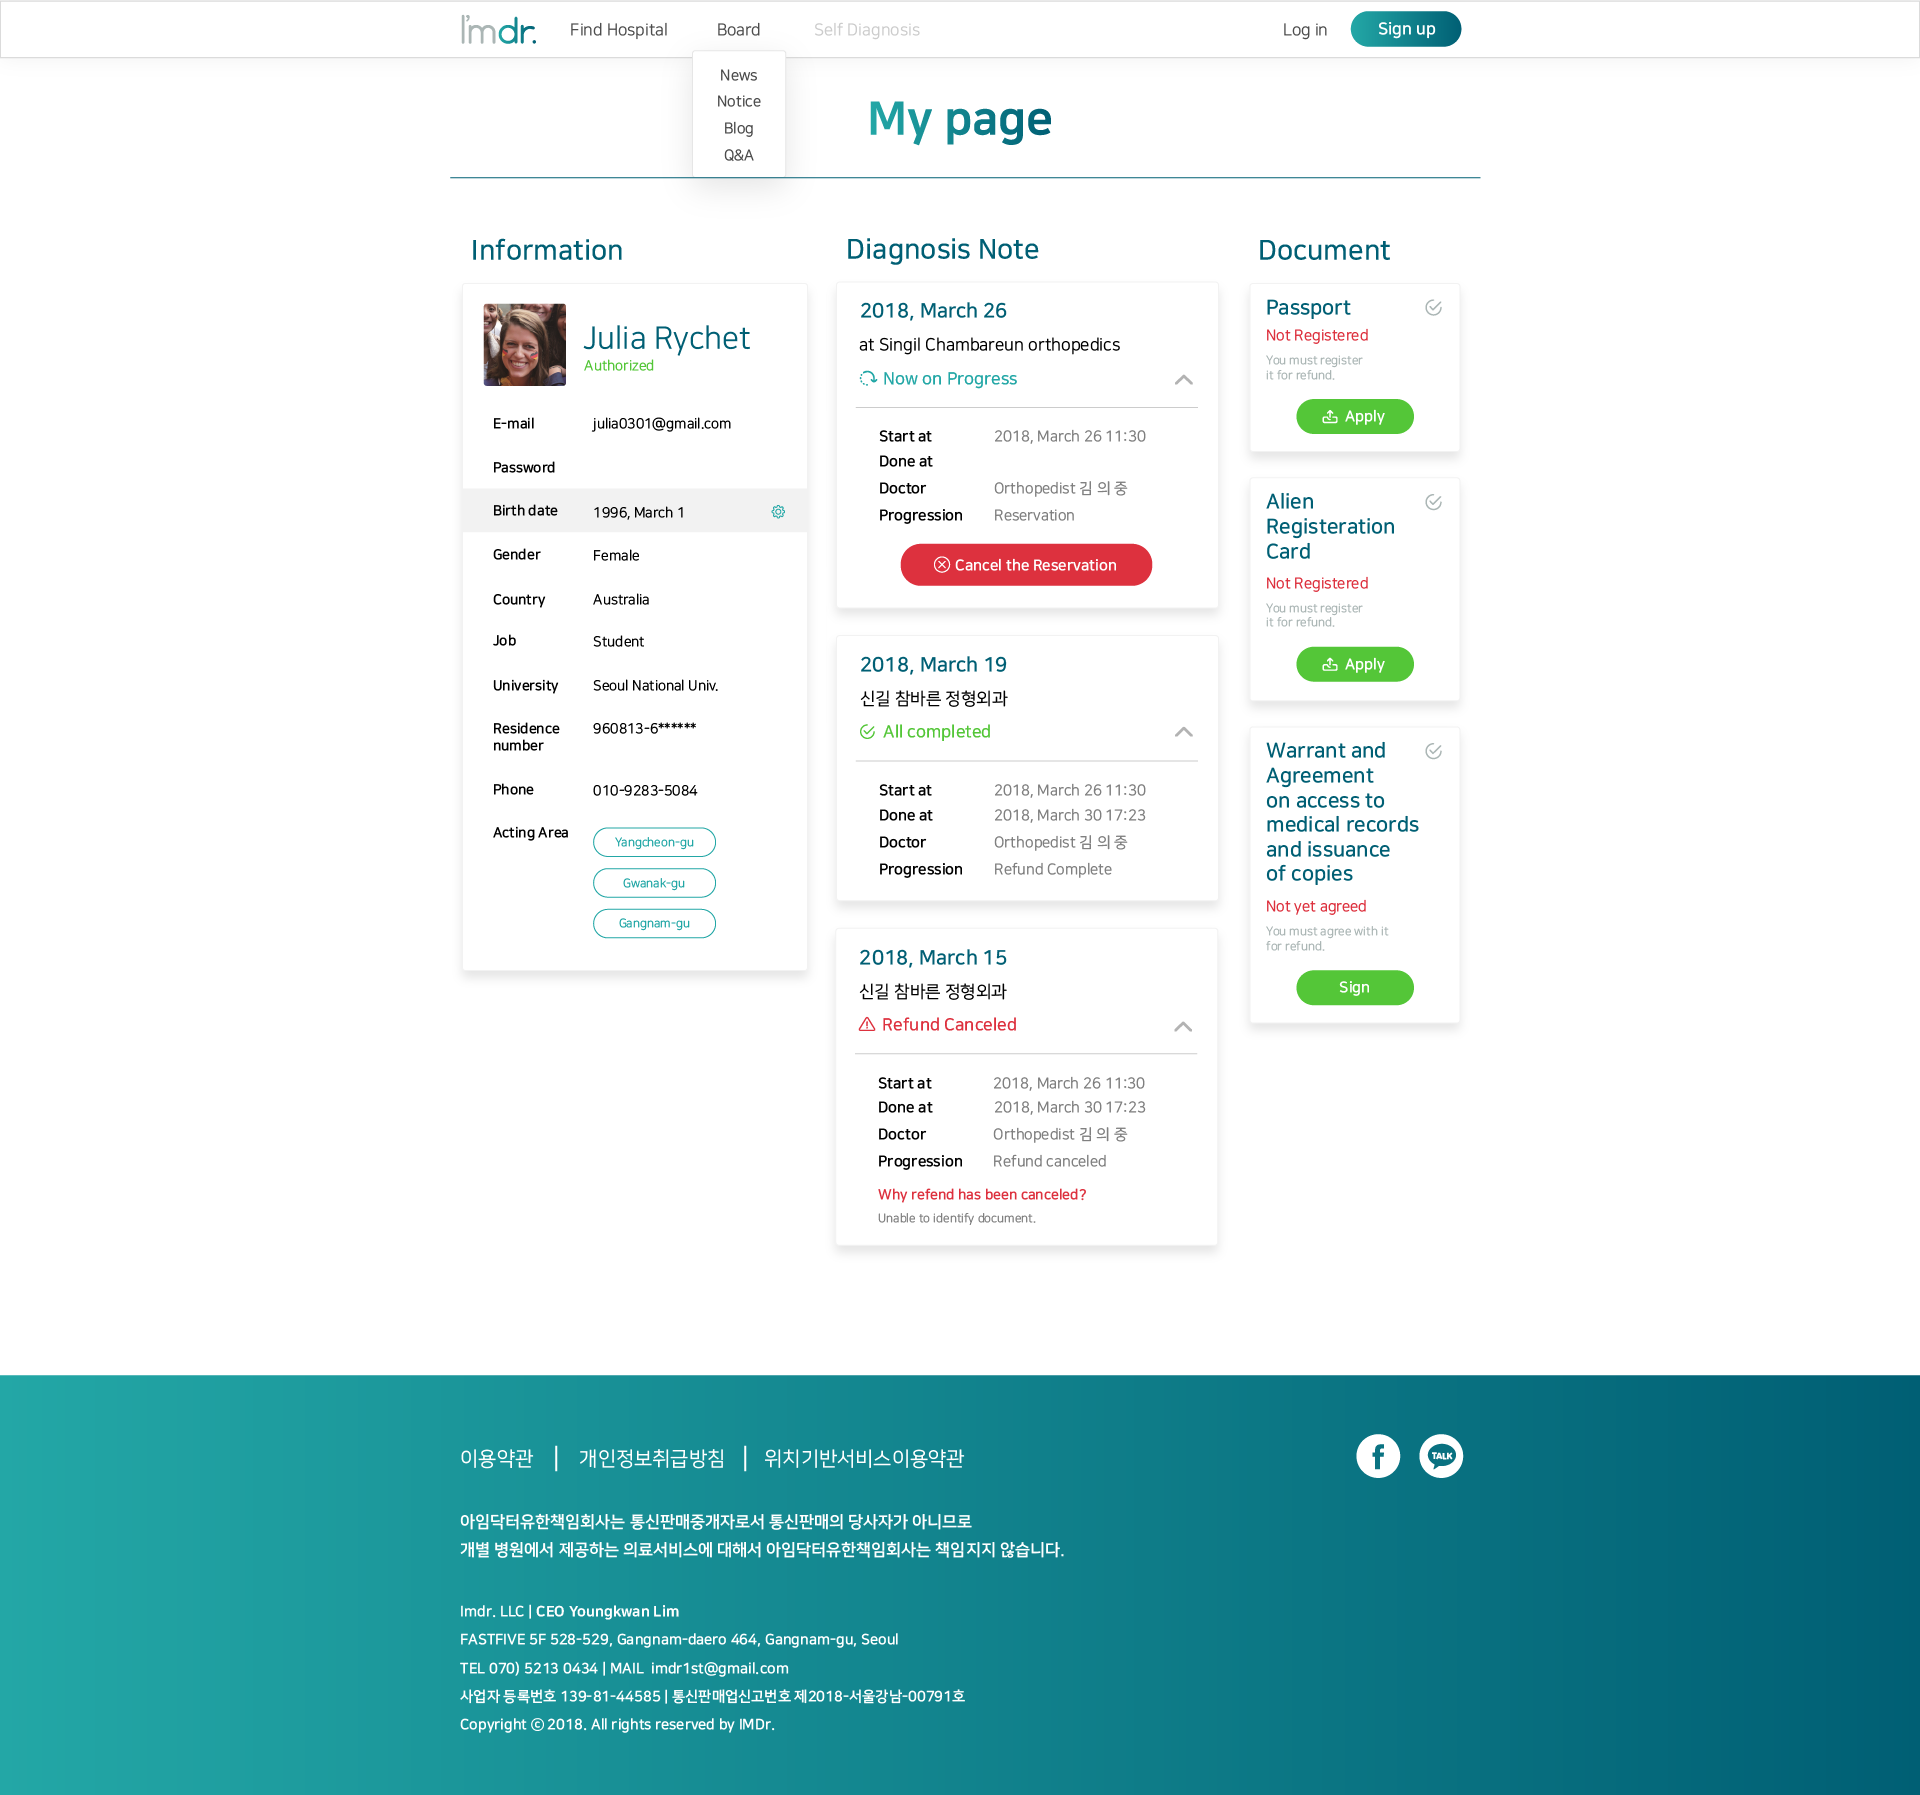 I'mdr.
Find Hospital
Board
Self Diagnosis
Log in
Sign up
News
Notice
Blog
Q&A
My page
Information
Julia Rychet
Authorized
E-mail julia0301@gmail.com
Password
Birth date 1996, March 1
Gender Female
Country Australia
Job Student
University Seoul National Univ.
Residence
number 960813-6******
Phone 010-9283-5084
Acting Area Yangcheon-gu
Gwanak-gu
Gangnam-gu
Diagnosis Note
2018, March 26
at Singil Chambareun orthopedics
Now on Progress
Start at 2018, March 26 11:30
Done at
Doctor Orthopedist 김 의 중
Progression Reservation
Cancel the Reservation
2018, March 19
신길 참바른 정형외과
All completed
Start at 2018, March 26 11:30
Done at 2018, March 30 17:23
Doctor Orthopedist 김 의 중
Progression Refund Complete
2018, March 15
신길 참바른 정형외과
Refund Canceled
Start at 2018, March 26 11:30
Done at 2018, March 30 17:23
Doctor Orthopedist 김 의 중
Progression Refund canceled
Why refend has been canceled?
Unable to identify document.
Document
Passport
Not Registered
You must register
it for refund.
Apply
Alien
Registeration
Card
Not Registered
You must register
it for refund.
Apply
Warrant and
Agreement
on access to
medical records
and issuance
of copies
Not yet agreed
You must agree with it
for refund.
Sign
이용약관 | 개인정보취급방침 | 위치기반서비스이용약관
f
TALK
아임닥터유한책임회사는 통신판매중개자로서 통신판매의 당사자가 아니므로
개별 병원에서 제공하는 의료서비스에 대해서 아임닥터유한책임회사는 책임지지 않습니다.
Imdr. LLC | CEO Youngkwan Lim
FASTFIVE 5F 528-529, Gangnam-daero 464, Gangnam-gu, Seoul
TEL 070) 5213 0434 | MAIL imdr1st@gmail.com
사업자 등록번호 139-81-44585 | 통신판매업신고번호 제2018-서울강남-00791호
Copyright ⓒ 2018. All rights reserved by IMDr.